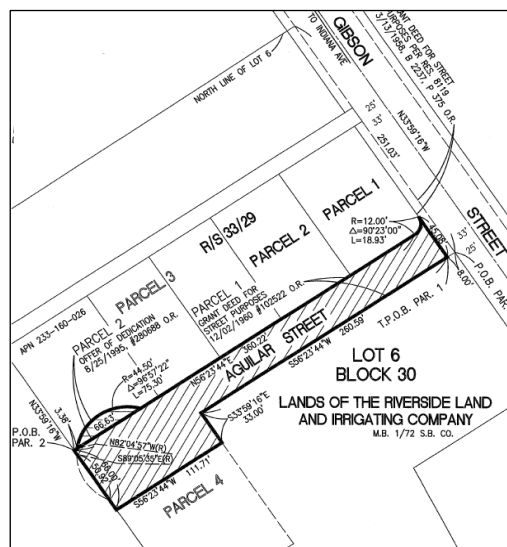 GIBSON
STREET
TO INDIANA AVE
GRANT DEED FOR STREET
PURPOSES PER RES. 8119
3/13/1958, B 2237, P 375 O.R.
NORTH LINE OF LOT 6
N33°59'16"W
251.03'
25'
33'
R/S 33/29
PARCEL 1
PARCEL 2
PARCEL 3
R=12.00'
Δ=90°23'00"
L=18.93'
45.08'
33'
25'
8.00'
P.O.B. PAR.
T.P.O.B. PAR. 1
APN 233-160-026
PARCEL 2
OFFER OF DEDICATION
8/25/1995, #280688 O.R.
PARCEL 1
GRANT DEED FOR
STREET PURPOSES
12/02/1960 #102522 O.R.
R=44.50'
Δ=96°57'22"
L=75.30'
N56°23'44"E 360.22'
AGUILAR STREET
S56°23'44"W 260.59'
LOT 6
BLOCK 30
LANDS OF THE RIVERSIDE LAND
AND IRRIGATING COMPANY
M.B. 1/72 S.B. CO.
N33°59'16"W
3.36'
66.63'
P.O.B.
PAR. 2
N82°04'57"W(R)
S89°05'35"E(R)
66.00'
S33°59'16"E
33.00'
S56°23'44"W 111.71'
PARCEL 4